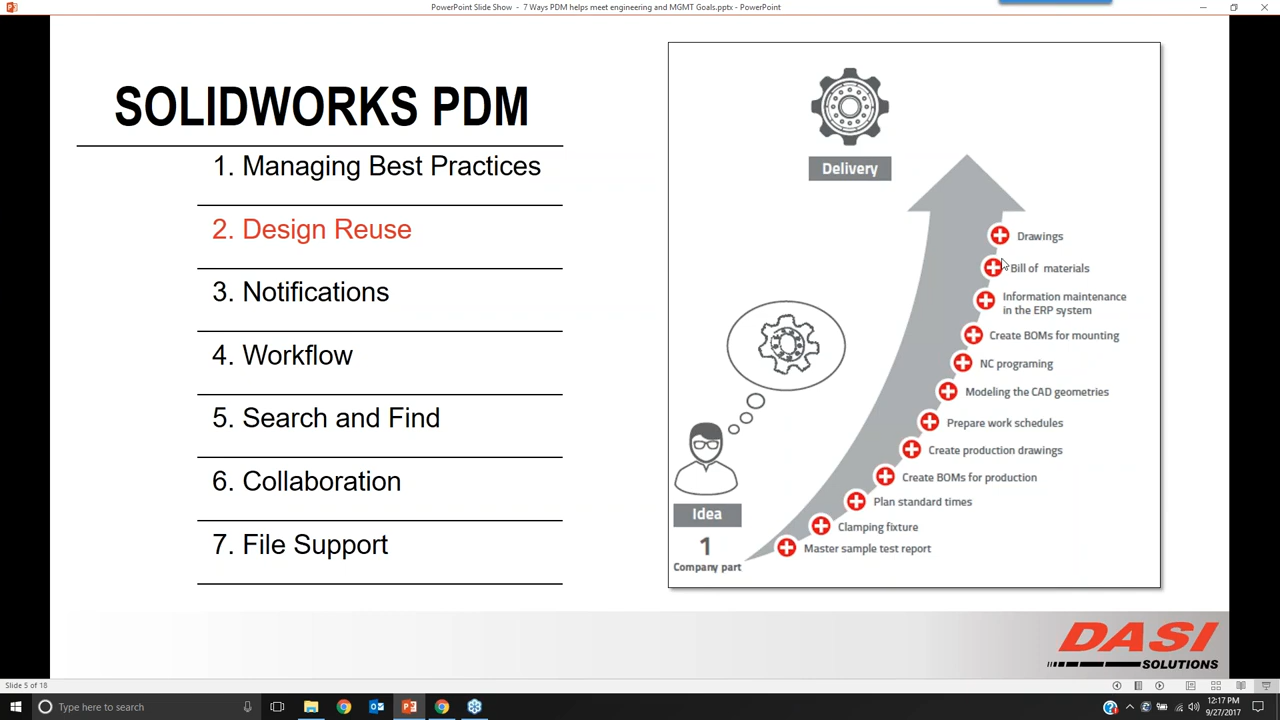 PowerPoint Slide Show - 7 Ways PDM helps meet engineering and MGMT Goals.pptx - PowerPoint
SOLIDWORKS PDM
1. Managing Best Practices
2. Design Reuse
3. Notifications
4. Workflow
5. Search and Find
6. Collaboration
7. File Support
Delivery
Drawings
Bill of materials
Information maintenance
in the ERP system
Create BOMs for mounting
NC programing
Modeling the CAD geometries
Prepare work schedules
Create production drawings
Create BOMs for production
Plan standard times
Clamping fixture
Master sample test report
Idea
1
Company part
DASI
SOLUTIONS
Slide 5 of 18
Type here to search
12:17 PM
9/27/2017